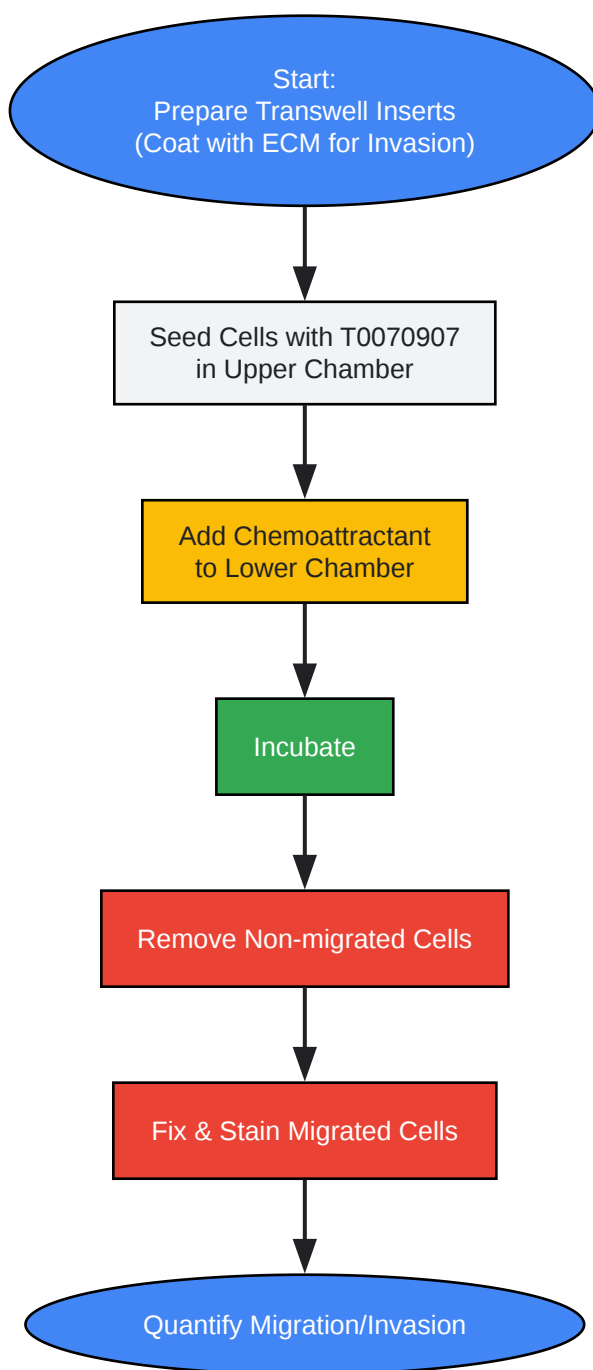 Start:
Prepare Transwell Inserts
(Coat with ECM for Invasion)
Seed Cells with T0070907
in Upper Chamber
Add Chemoattractant
to Lower Chamber
Incubate
Remove Non-migrated Cells
Fix & Stain Migrated Cells
Quantify Migration/Invasion